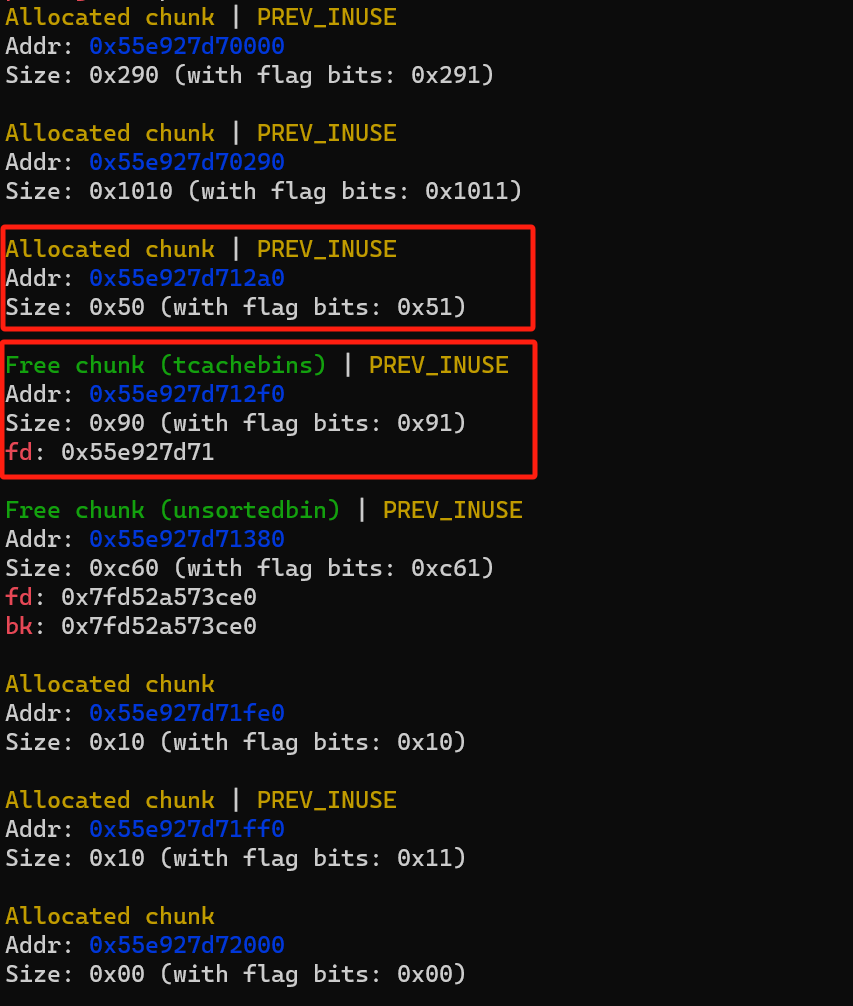 Allocated chunk | PREV_INUSE
Addr: 0x55e927d70000
Size: 0x290 (with flag bits: 0x291)
Allocated chunk | PREV_INUSE
Addr: 0x55e927d70290
Size: 0x1010 (with flag bits: 0x1011)
Allocated chunk | PREV_INUSE
Addr: 0x55e927d712a0
Size: 0x50 (with flag bits: 0x51)
Free chunk (tcachebins) | PREV_INUSE
Addr: 0x55e927d712f0
Size: 0x90 (with flag bits: 0x91)
fd: 0x55e927d71
Free chunk (unsortedbin) | PREV_INUSE
Addr: 0x55e927d71380
Size: 0xc60 (with flag bits: 0xc61)
fd: 0x7fd52a573ce0
bk: 0x7fd52a573ce0
Allocated chunk
Addr: 0x55e927d71fe0
Size: 0x10 (with flag bits: 0x10)
Allocated chunk | PREV_INUSE
Addr: 0x55e927d71ff0
Size: 0x10 (with flag bits: 0x11)
Allocated chunk
Addr: 0x55e927d72000
Size: 0x00 (with flag bits: 0x00)